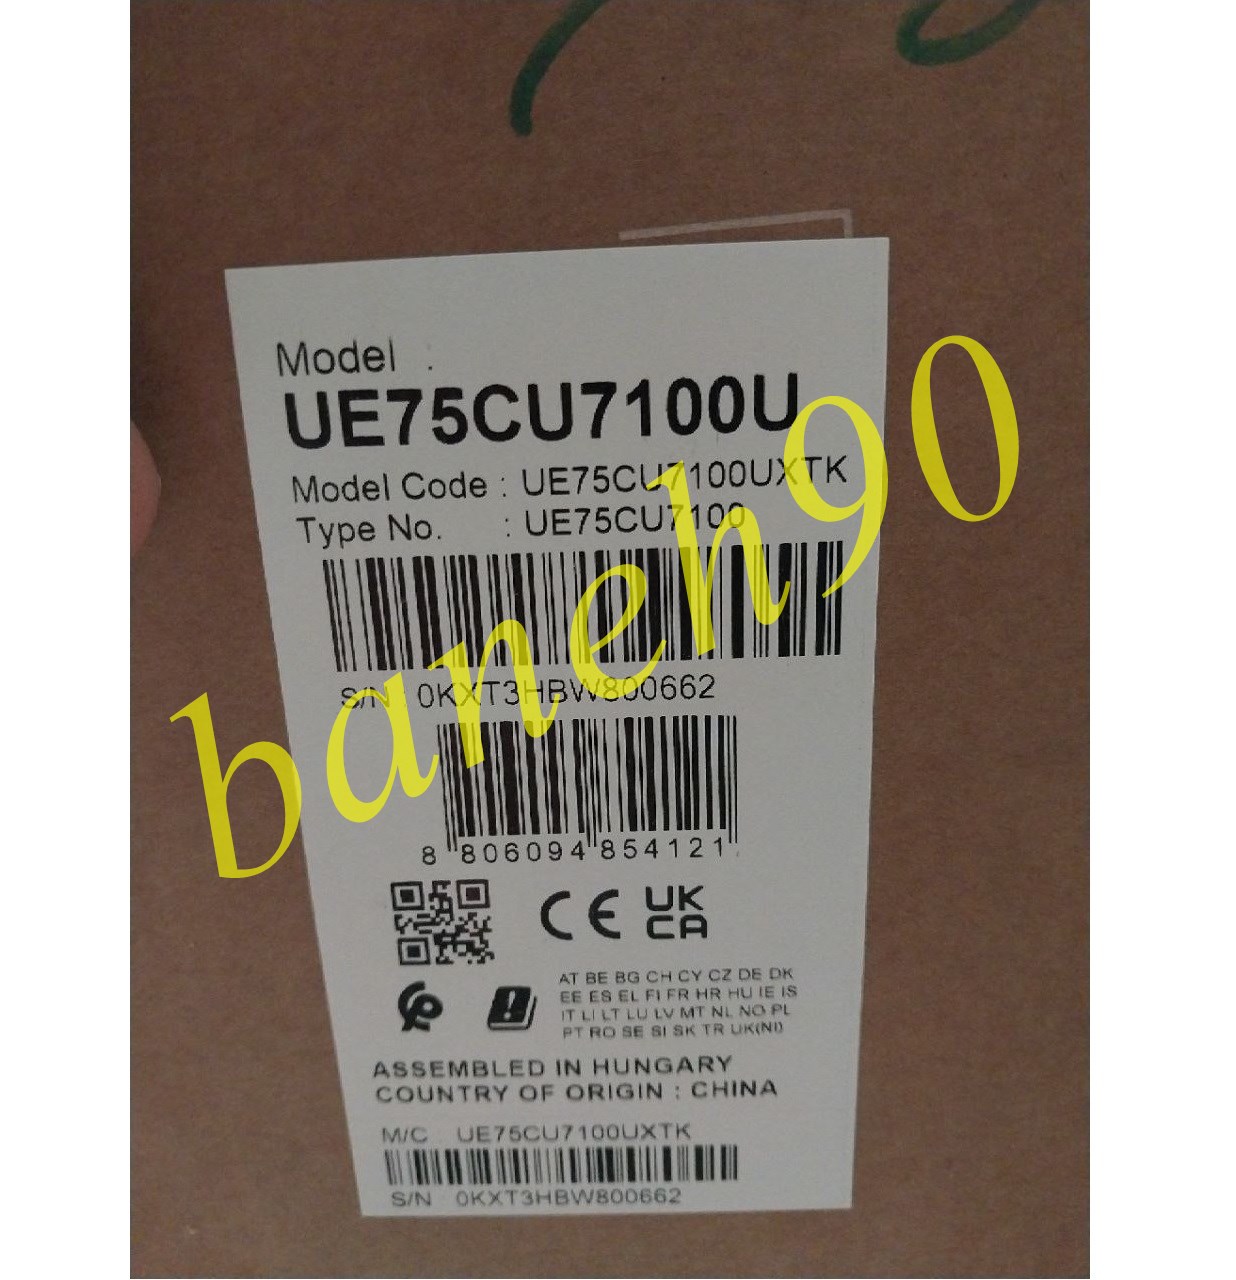 Model .
UE75CU7100U
Model Code : UE75CU7100UXTK
Type No. : UE75CU7100
S/N : 0KXT3HBW800662
8 806094 854121
CE UK
CA
AT BE BG CH CY CZ DE DK
EE ES EL FI FR HR HU IE IS
IT LI LT LU LV MT NL NO PL
PT RO SE SI SK TR UK(NI)
ASSEMBLED IN HUNGARY
COUNTRY OF ORIGIN : CHINA
M/C UE75CU7100UXTK
S/N 0KXT3HBW800662
baneh90